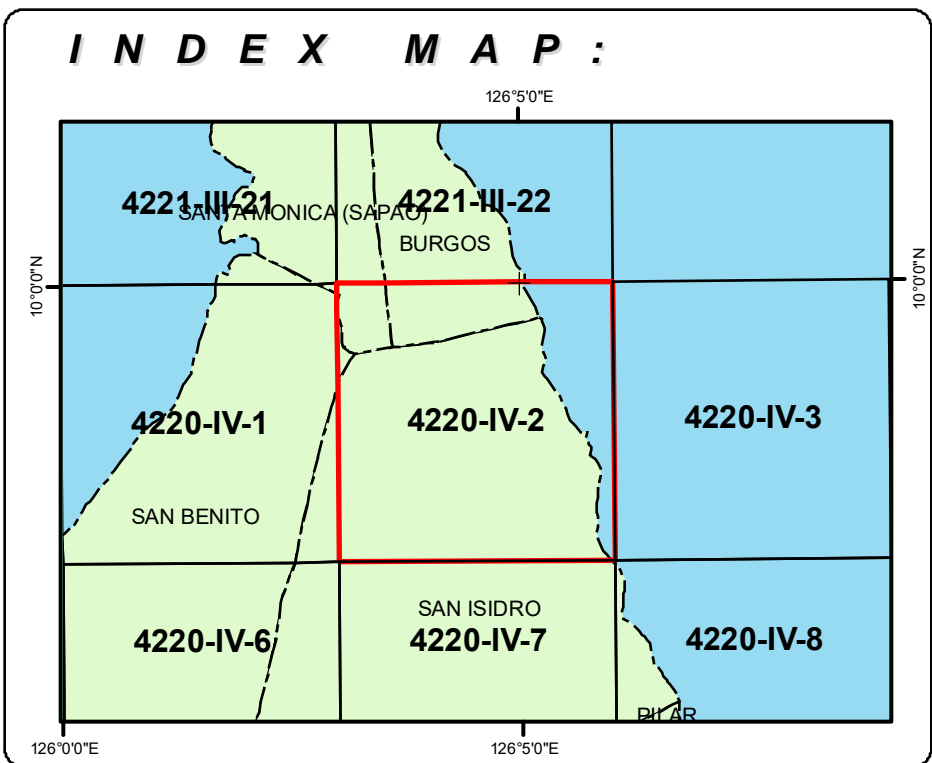 INDEX MAP:
126°5'0"E
4221-III-21
4221-III-22
SANTA MONICA (SAPAO)
BURGOS
10°0'0"N
10°0'0"N
4220-IV-1
4220-IV-2
4220-IV-3
SAN BENITO
SAN ISIDRO
4220-IV-6
4220-IV-7
4220-IV-8
PILAR
126°0'0"E
126°5'0"E